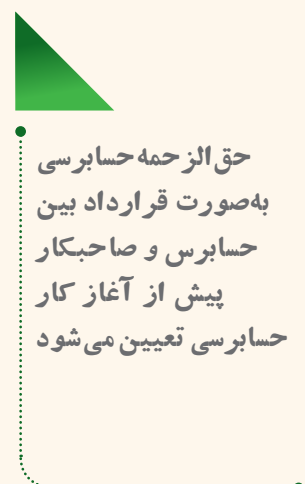 حق‌الزحمه حسابرسی
به‌صورت قرارداد بین
حسابرس و صاحبکار
پیش از آغاز کار
حسابرسی تعیین می‌شود